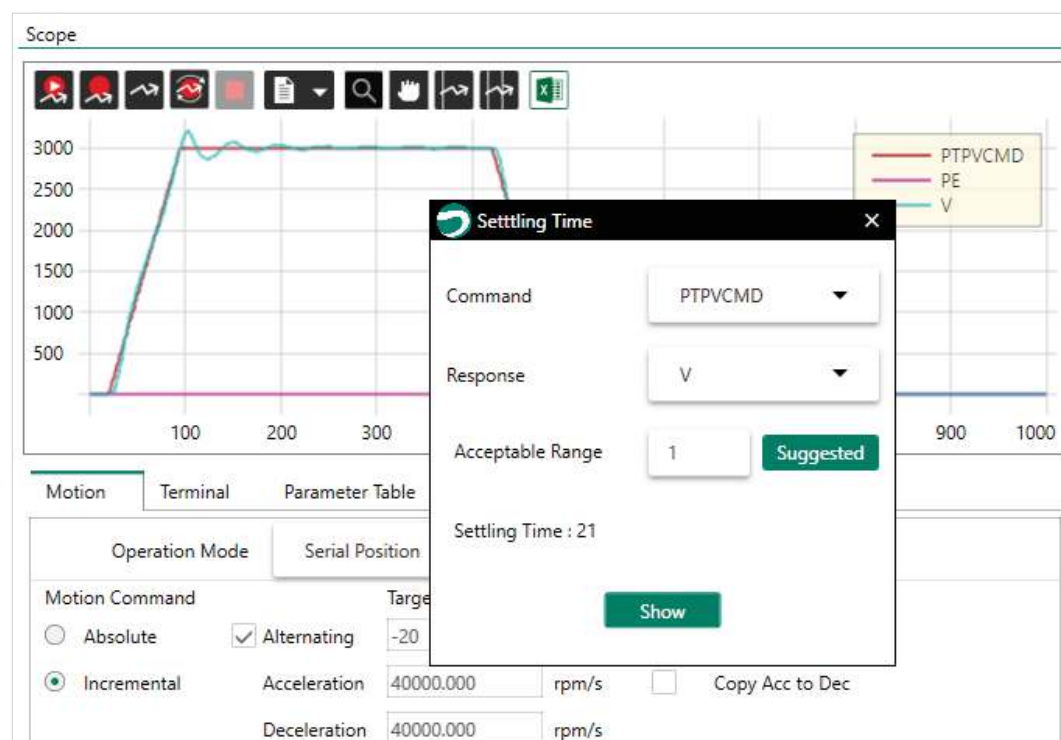 Scope
3000
2500
2000
1500
1000
500
100 200 300 900 1000
PTPVCMD
PE
V
Setttling Time
Command PTPVCMD
Response V
Acceptable Range 1 Suggested
Settling Time : 21
Show
Motion Terminal Parameter Table
Operation Mode Serial Position
Motion Command Targe
Absolute Alternating -20
Incremental Acceleration 40000.000 rpm/s Copy Acc to Dec
Deceleration 40000.000 rpm/s